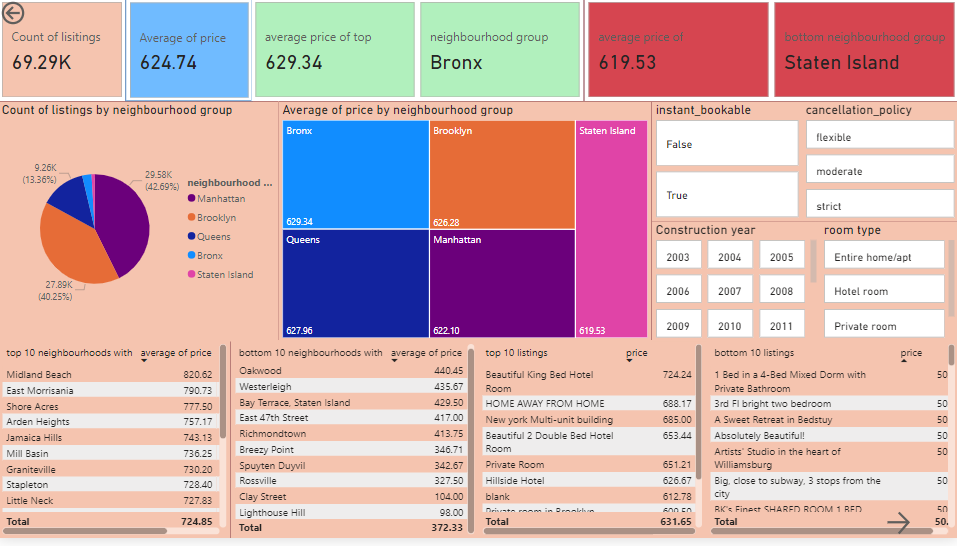 Count of lisitings
69.29K
Average of price
624.74
average price of top
629.34
neighbourhood group
Bronx
average price of
619.53
bottom neighbourhood group
Staten Island
Count of listings by neighbourhood group
9.26K
(13.36%)
29.58K
(42.69%)
27.89K
(40.25%)
neighbourhood ...
Manhattan
Brooklyn
Queens
Bronx
Staten Island
Average of price by neighbourhood group
Bronx
629.34
Brooklyn
626.28
Staten Island
619.53
Queens
627.96
Manhattan
622.10
instant_bookable
False
True
cancellation_policy
flexible
moderate
strict
Construction year
2003 2004 2005
2006 2007 2008
2009 2010 2011
room type
Entire home/apt
Hotel room
Private room
top 10 neighbourhoods with average of price
Midland Beach 820.62
East Morrisania 790.73
Shore Acres 777.50
Arden Heights 757.17
Jamaica Hills 743.13
Mill Basin 736.25
Graniteville 730.20
Stapleton 728.40
Little Neck 727.83
Total 724.85
bottom 10 neighbourhoods with average of price
Oakwood 440.45
Westerleigh 435.67
Bay Terrace, Staten Island 429.50
East 47th Street 417.00
Richmondtown 413.75
Breezy Point 346.71
Spuyten Duyvil 342.67
Rossville 327.50
Clay Street 104.00
Lighthouse Hill 98.00
Total 372.33
top 10 listings price
Beautiful King Bed Hotel 724.24
Room
HOME AWAY FROM HOME 688.17
New york Multi-unit building 685.00
Beautiful 2 Double Bed Hotel 653.44
Room
Private Room 651.21
Hillside Hotel 626.67
blank 612.78
Private room in Brooklyn 609.50
Total 631.65
bottom 10 listings price
1 Bed in a 4-Bed Mixed Dorm with 50
Private Bathroom
3rd Fl bright two bedroom 50
A Sweet Retreat in Bedstuy 50
Absolutely Beautiful! 50
Artists' Studio in the heart of 50
Williamsburg
Big, close to subway, 3 stops from the 50
city
BK's Finest SHARED ROOM 1 BED 50
Total 50.